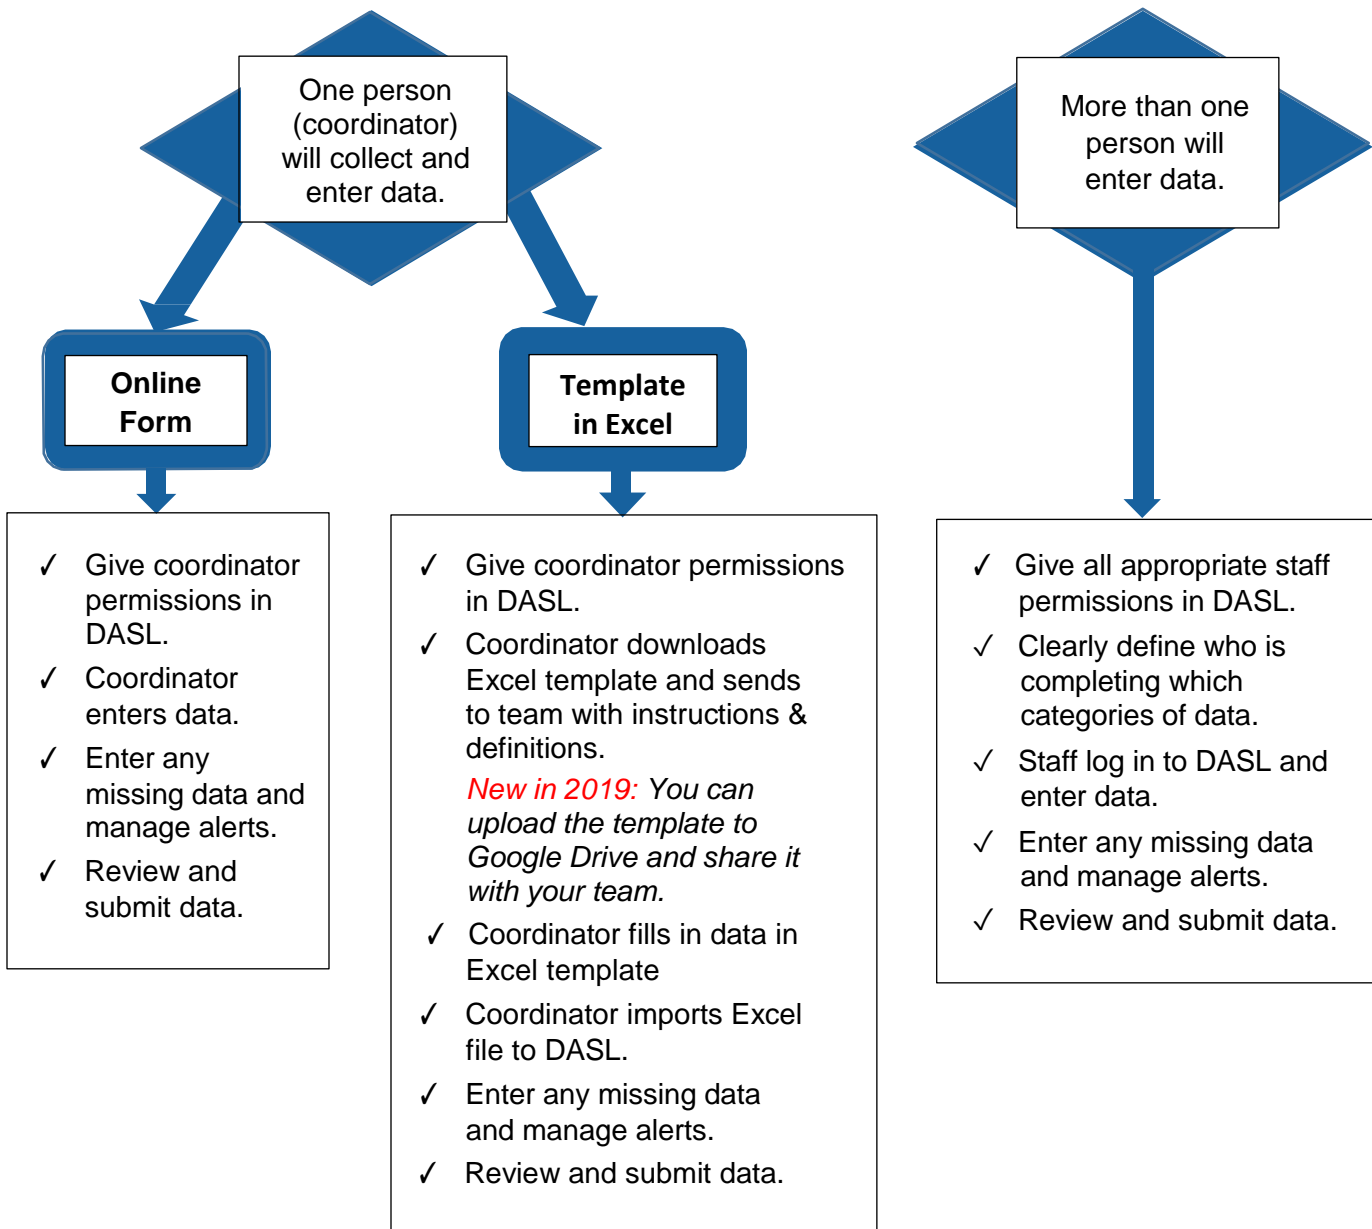 One person
(coordinator)
will collect and
enter data.
More than one
person will
enter data.
Online
Form
Template
in Excel
✓ Give coordinator
permissions in
DASL.
✓ Coordinator
enters data.
✓ Enter any
missing data and
manage alerts.
✓ Review and
submit data.
✓ Give coordinator permissions
in DASL.
✓ Coordinator downloads
Excel template and sends
to team with instructions &
definitions.
New in 2019: You can
upload the template to
Google Drive and share it
with your team.
✓ Coordinator fills in data in
Excel template
✓ Coordinator imports Excel
file to DASL.
✓ Enter any missing data
and manage alerts.
✓ Review and submit data.
✓ Give all appropriate staff
permissions in DASL.
✓ Clearly define who is
completing which
categories of data.
✓ Staff log in to DASL and
enter data.
✓ Enter any missing data
and manage alerts.
✓ Review and submit data.